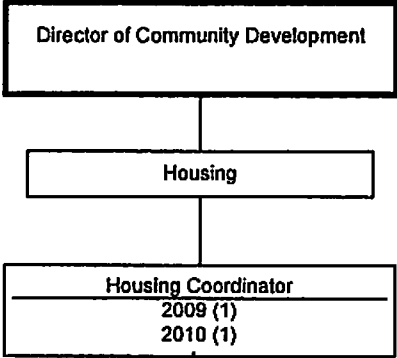 Director of Community Development
Housing
Housing Coordinator
2009 (1)
2010 (1)